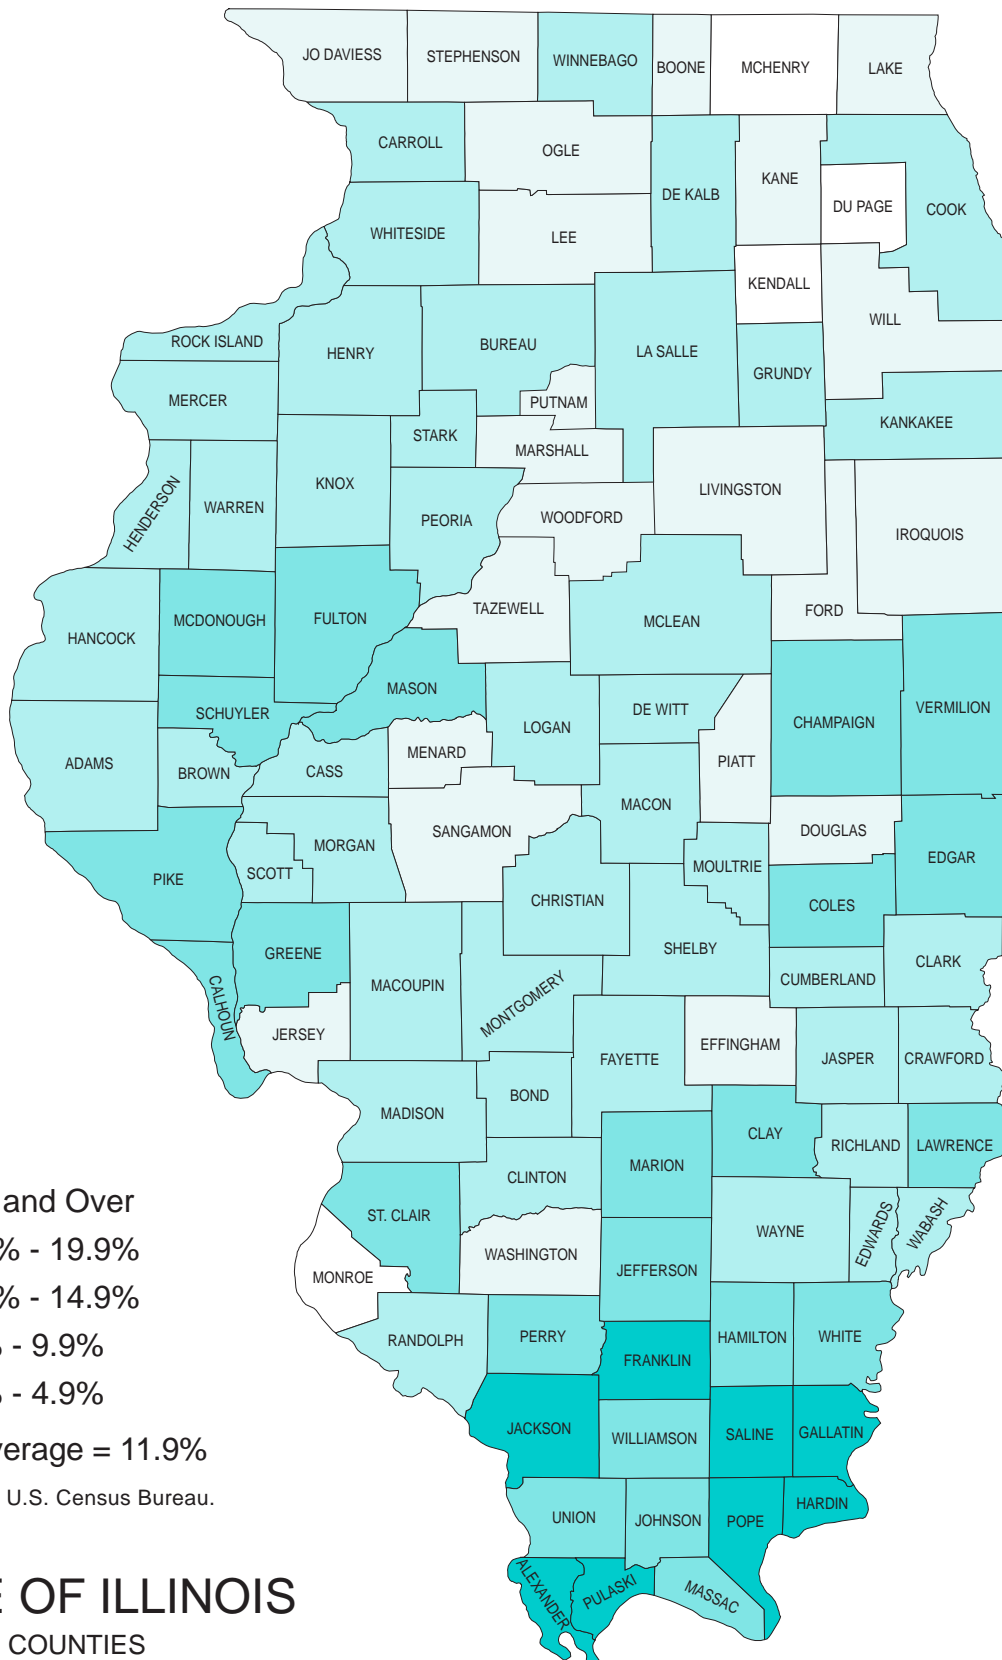 JO DAVIESS
STEPHENSON
WINNEBAGO
BOONE
MCHENRY
LAKE
CARROLL
OGLE
DE KALB
KANE
DU PAGE
COOK
WHITESIDE
LEE
KENDALL
WILL
ROCK ISLAND
HENRY
BUREAU
LA SALLE
GRUNDY
MERCER
PUTNAM
KANKAKEE
STARK
MARSHALL
HENDERSON
WARREN
KNOX
PEORIA
WOODFORD
LIVINGSTON
IROQUOIS
HANCOCK
MCDONOUGH
FULTON
TAZEWELL
MCLEAN
FORD
SCHUYLER
MASON
LOGAN
DE WITT
CHAMPAIGN
VERMILION
ADAMS
BROWN
CASS
MENARD
PIATT
MACON
SANGAMON
DOUGLAS
MORGAN
SCOTT
PIKE
CHRISTIAN
MOULTRIE
COLES
EDGAR
GREENE
MACOUPIN
MONTGOMERY
SHELBY
CUMBERLAND
CLARK
CALHOUN
JERSEY
FAYETTE
EFFINGHAM
JASPER
CRAWFORD
MADISON
BOND
CLINTON
MARION
CLAY
RICHLAND
LAWRENCE
ST. CLAIR
WASHINGTON
WAYNE
EDWARDS
WABASH
MONROE
JEFFERSON
RANDOLPH
PERRY
HAMILTON
WHITE
FRANKLIN
JACKSON
WILLIAMSON
SALINE
GALLATIN
UNION
JOHNSON
POPE
HARDIN
ALEXANDER
PULASKI
MASSAC
and Over
% - 19.9%
% - 14.9%
- 9.9%
- 4.9%
verage = 11.9%
U.S. Census Bureau.
E OF ILLINOIS
COUNTIES